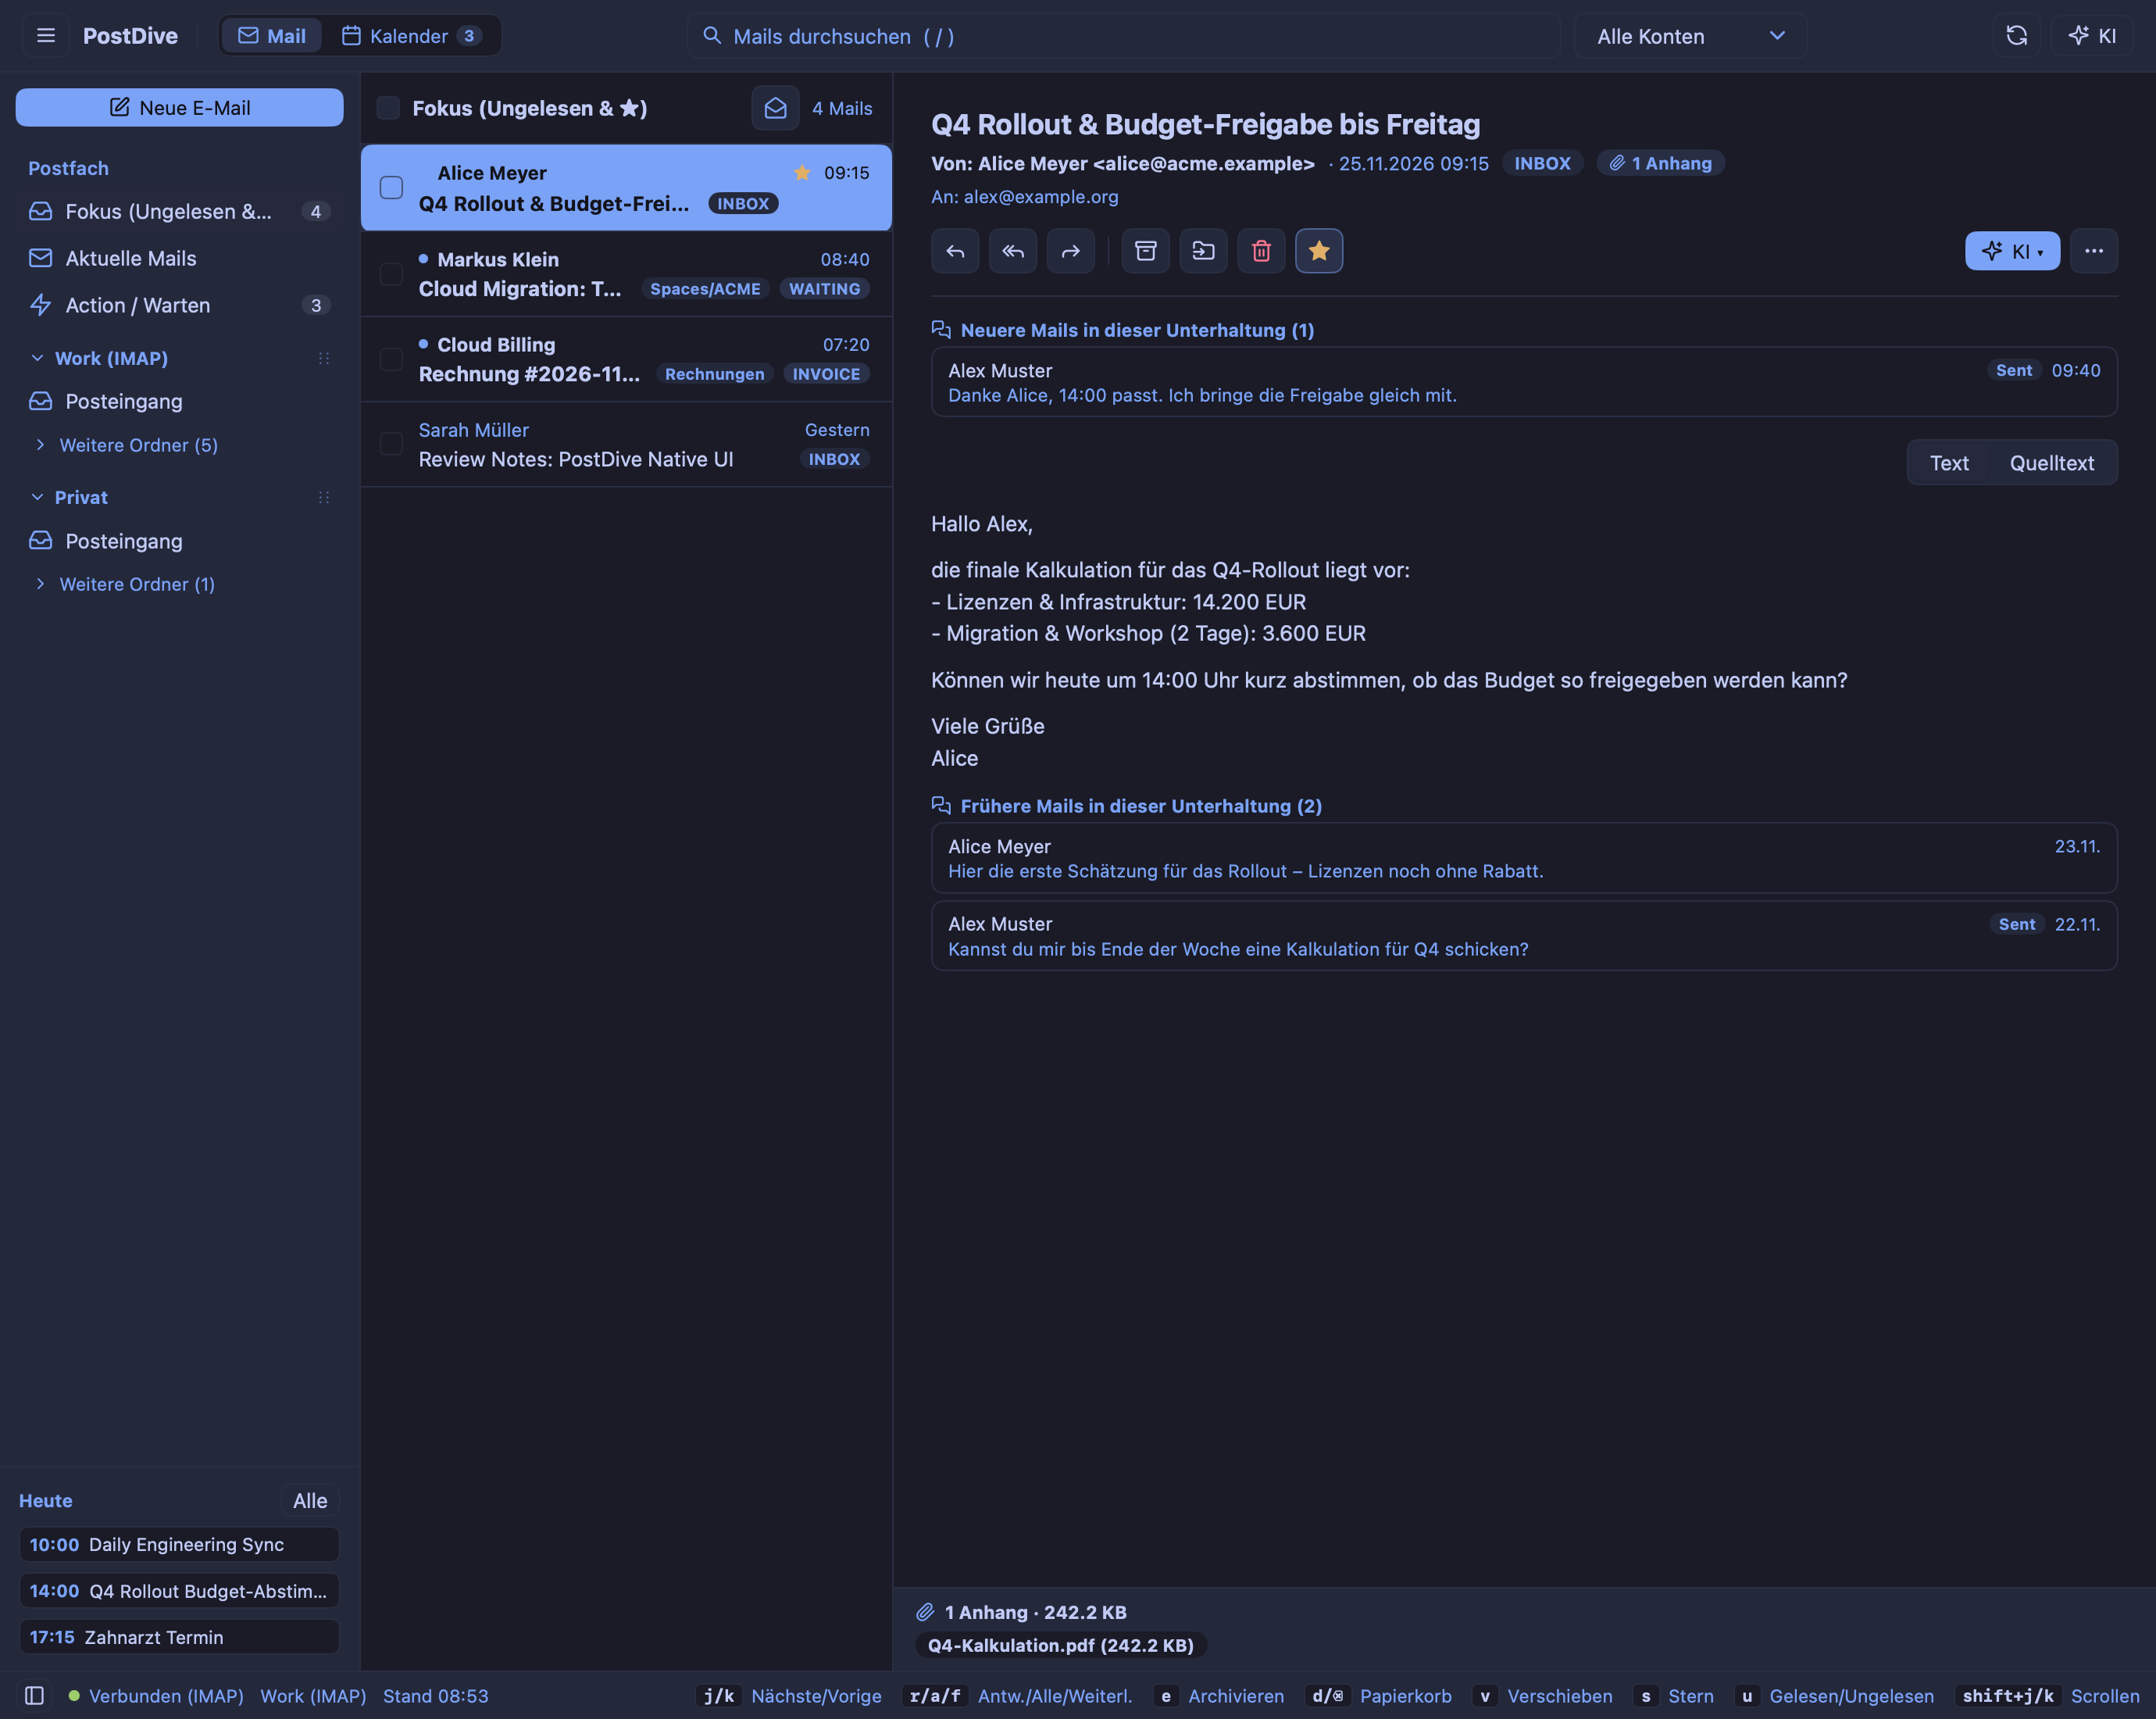 PostDive
Mail
Kalender 3
Mails durchsuchen ( / )
Alle Konten
KI
Neue E-Mail
Postfach
Fokus (Ungelesen &... 4
Aktuelle Mails
Action / Warten 3
Work (IMAP)
Posteingang
Weitere Ordner (5)
Privat
Posteingang
Weitere Ordner (1)
Heute Alle
10:00 Daily Engineering Sync
14:00 Q4 Rollout Budget-Abstim...
17:15 Zahnarzt Termin
Fokus (Ungelesen & ★) 4 Mails
Alice Meyer 09:15
Q4 Rollout & Budget-Frei... INBOX
Markus Klein 08:40
Cloud Migration: T... Spaces/ACME WAITING
Cloud Billing 07:20
Rechnung #2026-11... Rechnungen INVOICE
Sarah Müller Gestern
Review Notes: PostDive Native UI INBOX
Q4 Rollout & Budget-Freigabe bis Freitag
Von: Alice Meyer <alice@acme.example> · 25.11.2026 09:15 INBOX 1 Anhang
An: alex@example.org
KI
Neuere Mails in dieser Unterhaltung (1)
Alex Muster Sent 09:40
Danke Alice, 14:00 passt. Ich bringe die Freigabe gleich mit.
Text Quelltext
Hallo Alex,
die finale Kalkulation für das Q4-Rollout liegt vor:
- Lizenzen & Infrastruktur: 14.200 EUR
- Migration & Workshop (2 Tage): 3.600 EUR
Können wir heute um 14:00 Uhr kurz abstimmen, ob das Budget so freigegeben werden kann?
Viele Grüße
Alice
Frühere Mails in dieser Unterhaltung (2)
Alice Meyer 23.11.
Hier die erste Schätzung für das Rollout – Lizenzen noch ohne Rabatt.
Alex Muster Sent 22.11.
Kannst du mir bis Ende der Woche eine Kalkulation für Q4 schicken?
1 Anhang · 242.2 KB
Q4-Kalkulation.pdf (242.2 KB)
Verbunden (IMAP) Work (IMAP) Stand 08:53
j/k Nächste/Vorige r/a/f Antw./Alle/Weiterl. e Archivieren d/⌫ Papierkorb v Verschieben s Stern u Gelesen/Ungelesen shift+j/k Scrollen